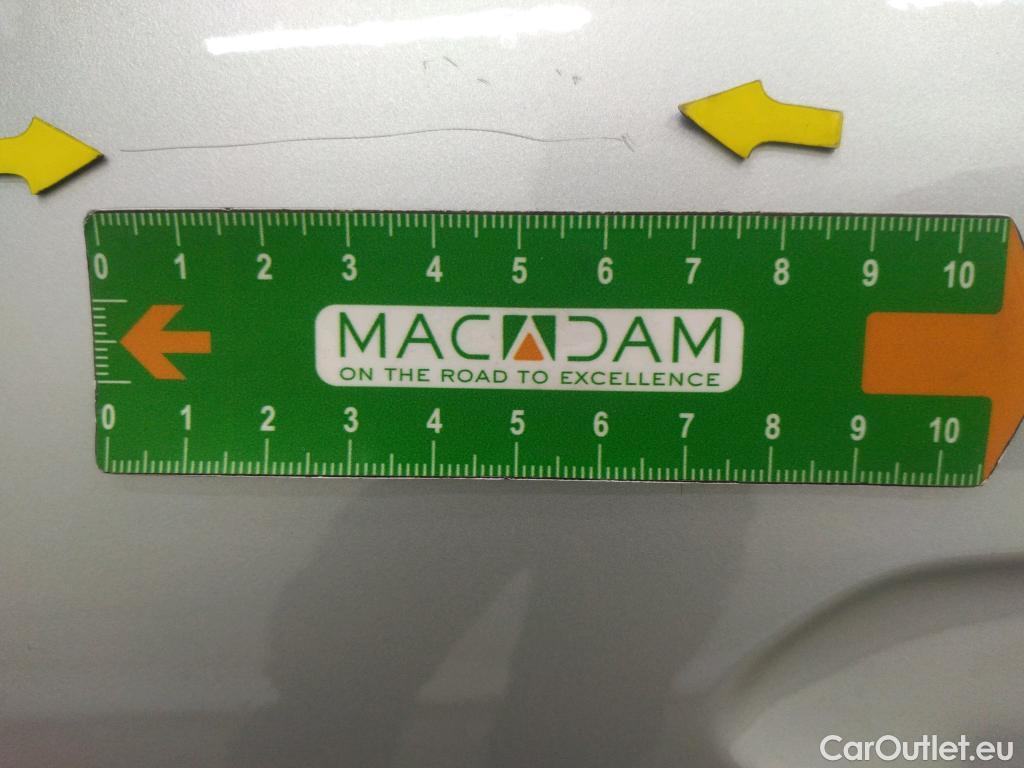 0 1 2 3 4 5 6 7 8 9 10
MACADAM
ON THE ROAD TO EXCELLENCE
0 1 2 3 4 5 6 7 8 9 10
CarOutlet.eu